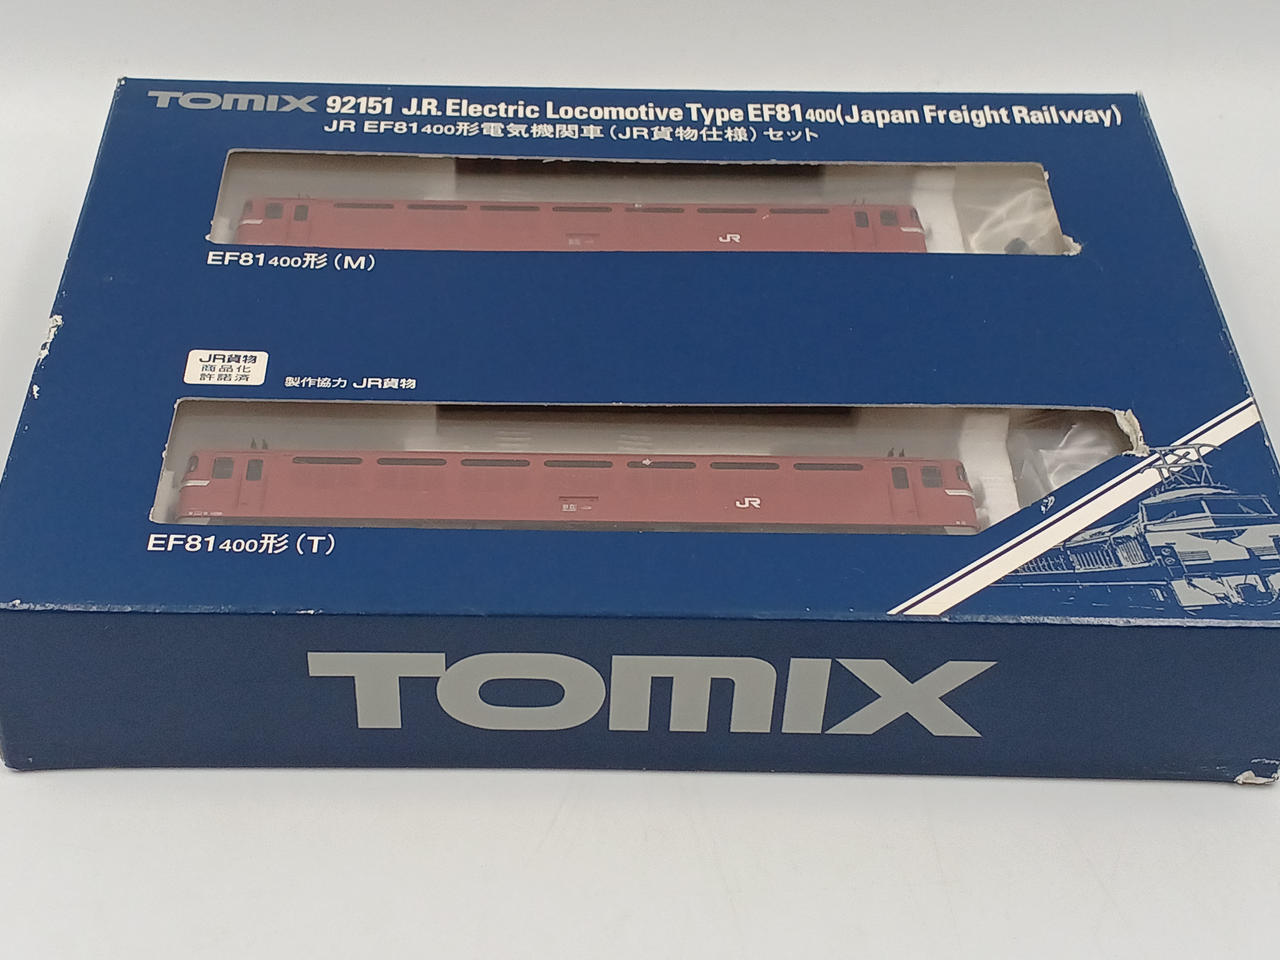 TOMIX 92151 J.R. Electric Locomotive Type EF81 400 (Japan Freight Railway)
JR EF81 400形電気機関車（JR貨物仕様）セット
JR
EF81 400形（M）
JR貨物
商品化
許諾済
製作協力 JR貨物
JR
EF81 400形（T）
TOMIX